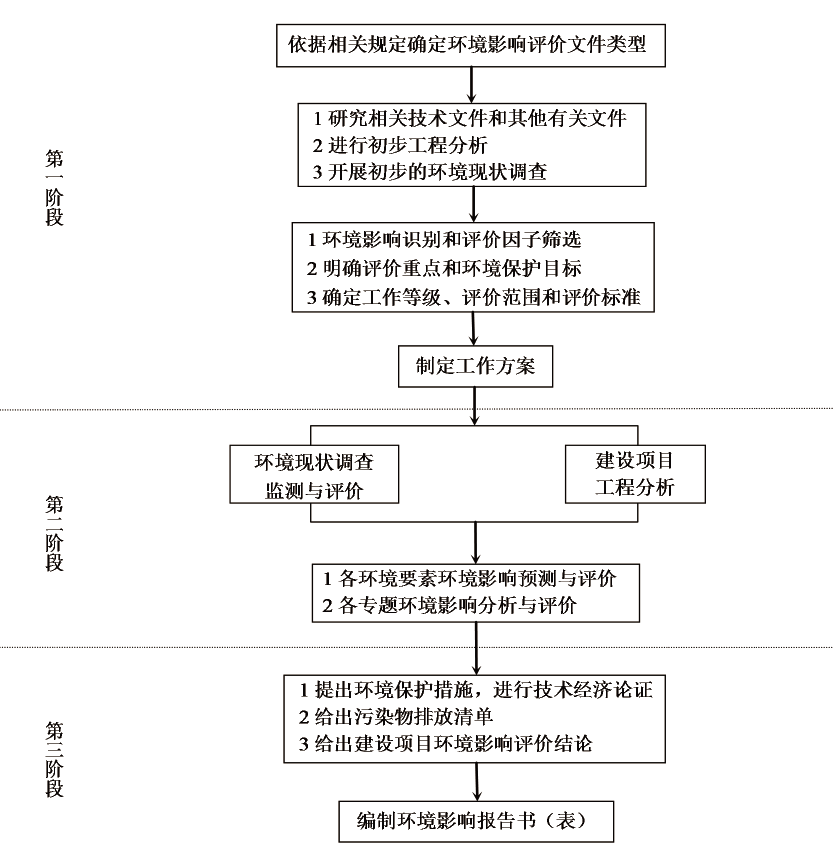 依据相关规定确定环境影响评价文件类型
1 研究相关技术文件和其他有关文件
2 进行初步工程分析
3 开展初步的环境现状调查
第一阶段
1 环境影响识别和评价因子筛选
2 明确评价重点和环境保护目标
3 确定工作等级、评价范围和评价标准
制定工作方案
环境现状调查
监测与评价
建设项目
工程分析
第二阶段
1 各环境要素环境影响预测与评价
2 各专题环境影响分析与评价
1 提出环境保护措施，进行技术经济论证
2 给出污染物排放清单
3 给出建设项目环境影响评价结论
第三阶段
编制环境影响报告书（表）